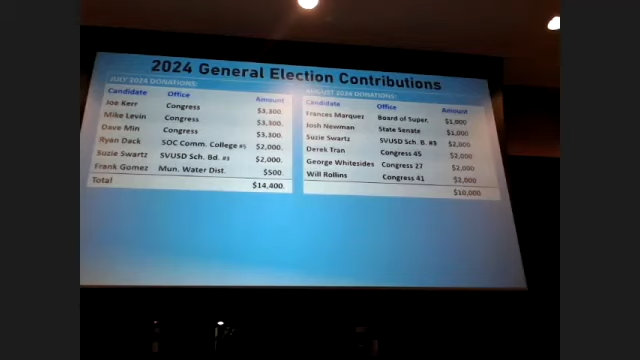 2024 General Election Contributions
JULY 2024 DONATIONS:
Candidate Office Amount
Joe Kerr Congress $3,300.
Mike Levin Congress $3,300.
Dave Min Congress $3,300.
Ryan Dack SOC Comm. College #5 $2,000.
Suzie Swartz SVUSD Sch. Bd. #3 $2,000.
Frank Gomez Mun. Water Dist. $500.
Total $14,400.
AUGUST 2024 DONATIONS:
Candidate Office Amount
Frances Marquez Board of Super. $1,000
Josh Newman State Senate $1,000
Suzie Swartz SVUSD Sch. B. #3 $2,000
Derek Tran Congress 45 $2,000
George Whitesides Congress 27 $2,000
Will Rollins Congress 41 $2,000
$10,000